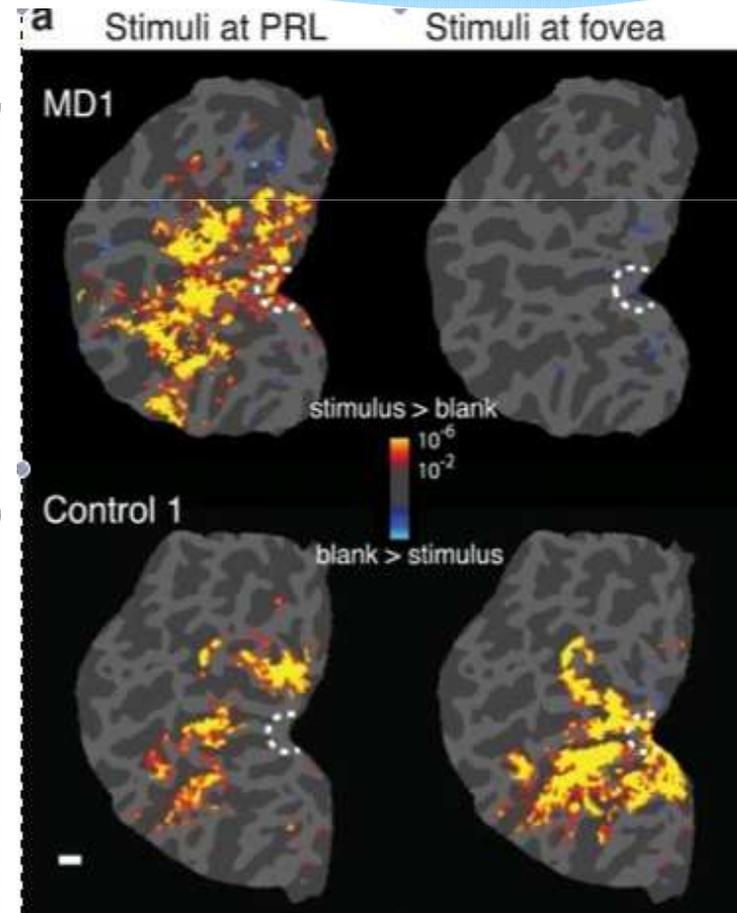 a
Stimuli at PRL Stimuli at fovea
MD1
stimulus > blank
10⁻⁶
10⁻²
Control 1
blank > stimulus